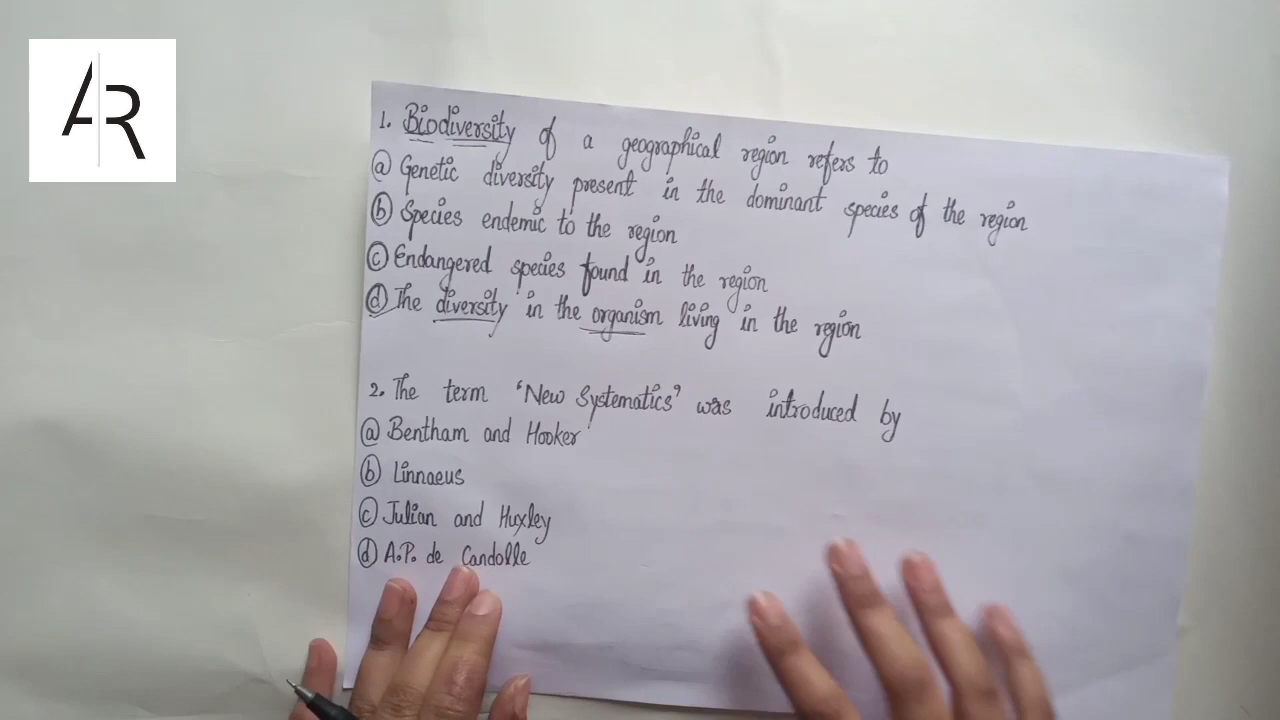 AR
1. Biodiversity of a geographical region refers to
ⓐ Genetic diversity present in the dominant species of the region
ⓑ Species endemic to the region
ⓒ Endangered species found in the region
ⓓ The diversity in the organism living in the region
2. The term 'New Systematics' was introduced by
ⓐ Bentham and Hooker
ⓑ Linnaeus
ⓒ Julian and Huxley
ⓓ A.P. de Candolle